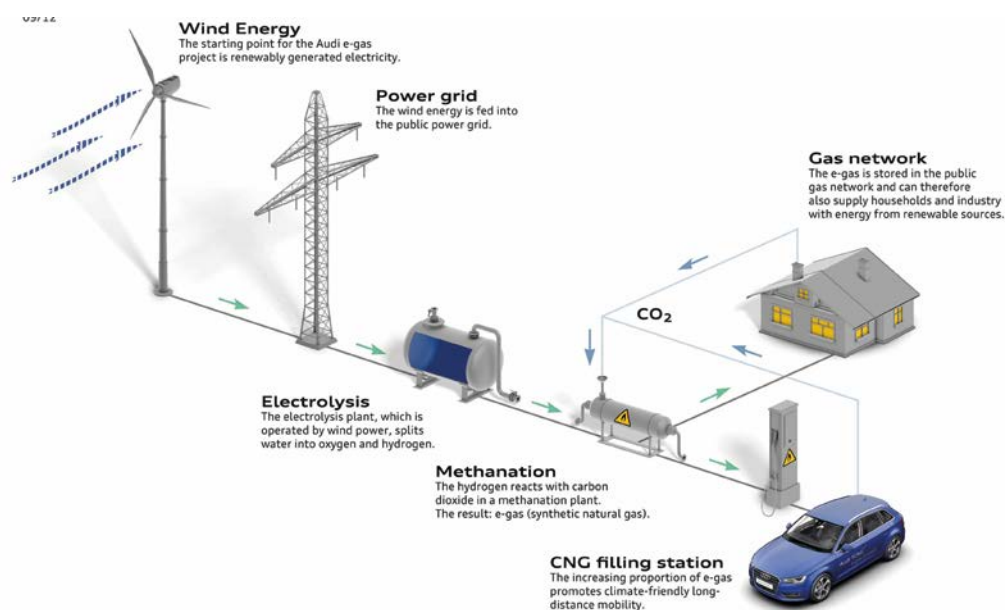 09/12
Wind Energy
The starting point for the Audi e-gas
project is renewably generated electricity.
Power grid
The wind energy is fed into
the public power grid.
Gas network
The e-gas is stored in the public
gas network and can therefore
also supply households and industry
with energy from renewable sources.
CO₂
Electrolysis
The electrolysis plant, which is
operated by wind power, splits
water into oxygen and hydrogen.
Methanation
The hydrogen reacts with carbon
dioxide in a methanation plant.
The result: e-gas (synthetic natural gas).
CNG filling station
The increasing proportion of e-gas
promotes climate-friendly long-
distance mobility.